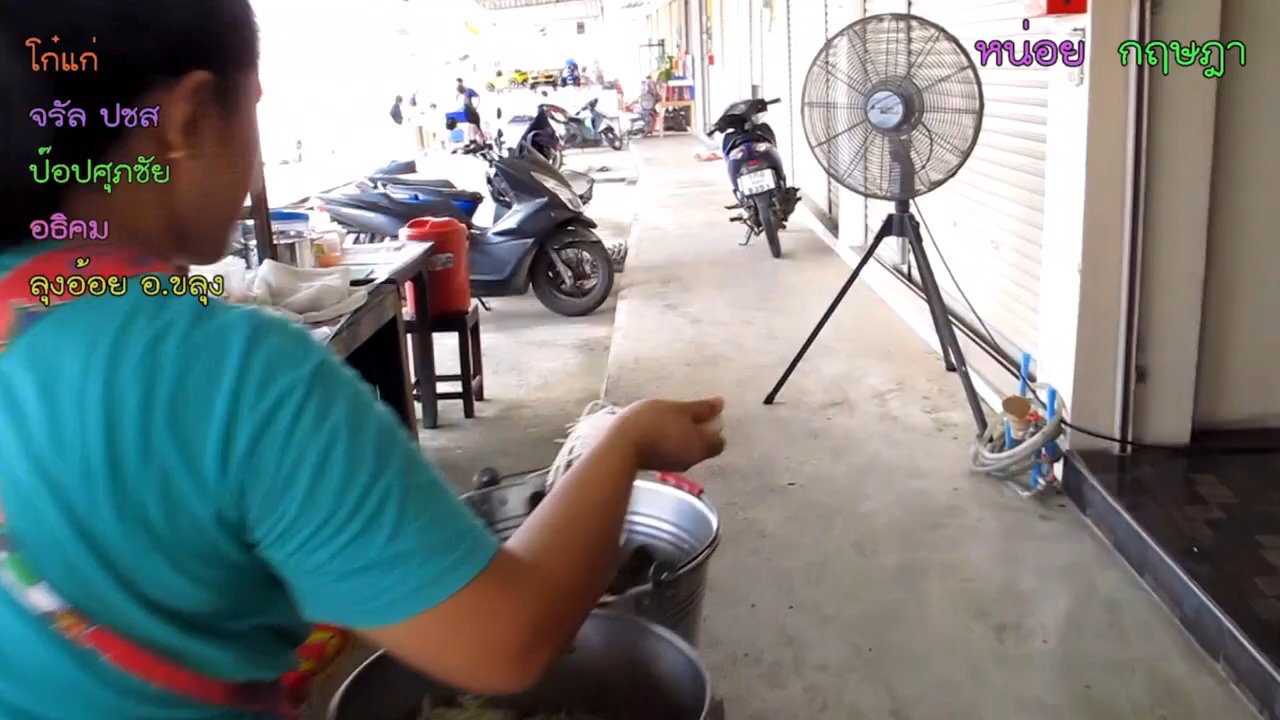 โก๋แก่
จรัล ปชส
ป๊อปศุภชัย
อธิคม
ลุงอ้อย อ.ขลุง
หน่อย กฤษฎา